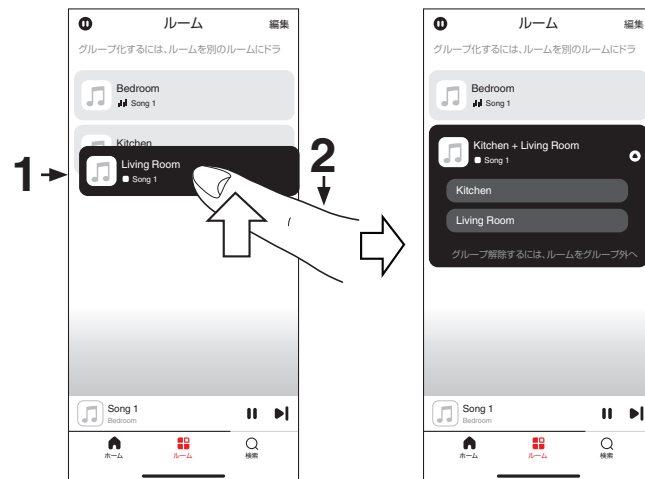 ルーム
編集
グループ化するには、ルームを別のルームにドラ
Bedroom
Song 1
Kitchen
Living Room
Song 1
1
2
Song 1
Bedroom
ホーム
ルーム
検索
ルーム
編集
グループ化するには、ルームを別のルームにドラ
Bedroom
Song 1
Kitchen + Living Room
Song 1
Kitchen
Living Room
グループ解除するには、ルームをグループ外へ
Song 1
Bedroom
ホーム
ルーム
検索